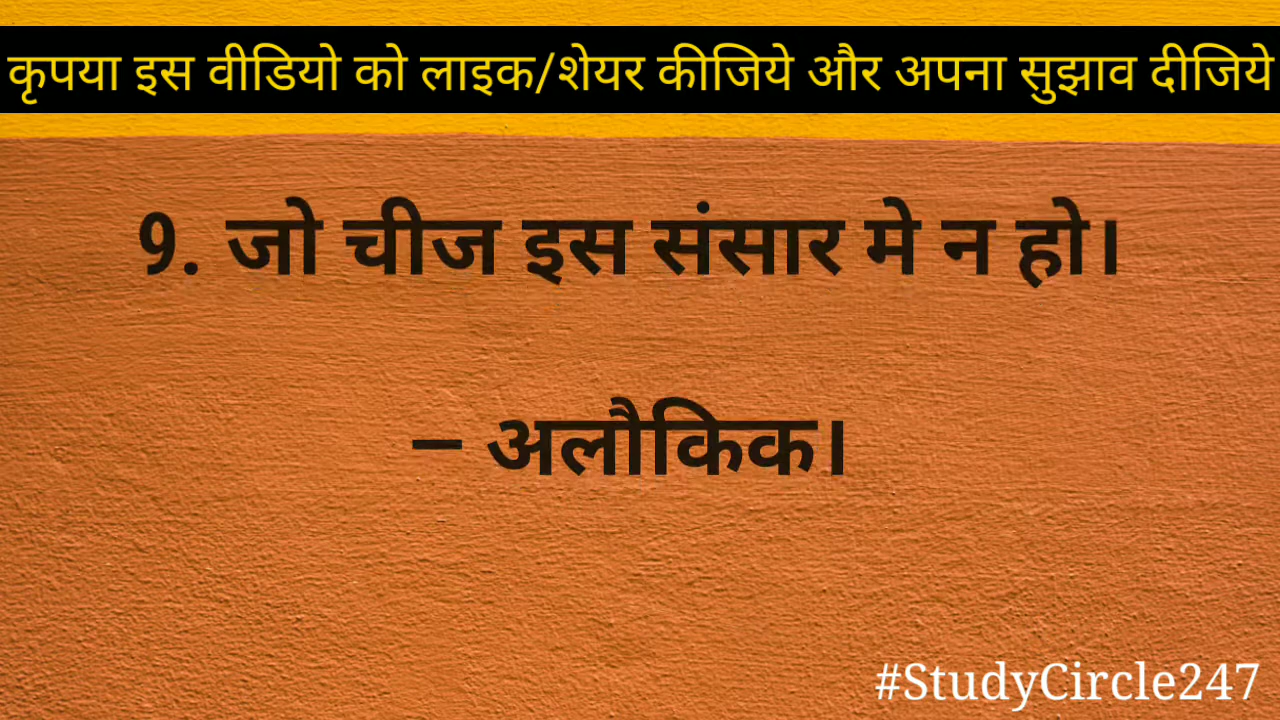 कृपया इस वीडियो को लाइक/शेयर कीजिये और अपना सुझाव दीजिये
9. जो चीज इस संसार मे न हो।
– अलौकिक।
#StudyCircle247